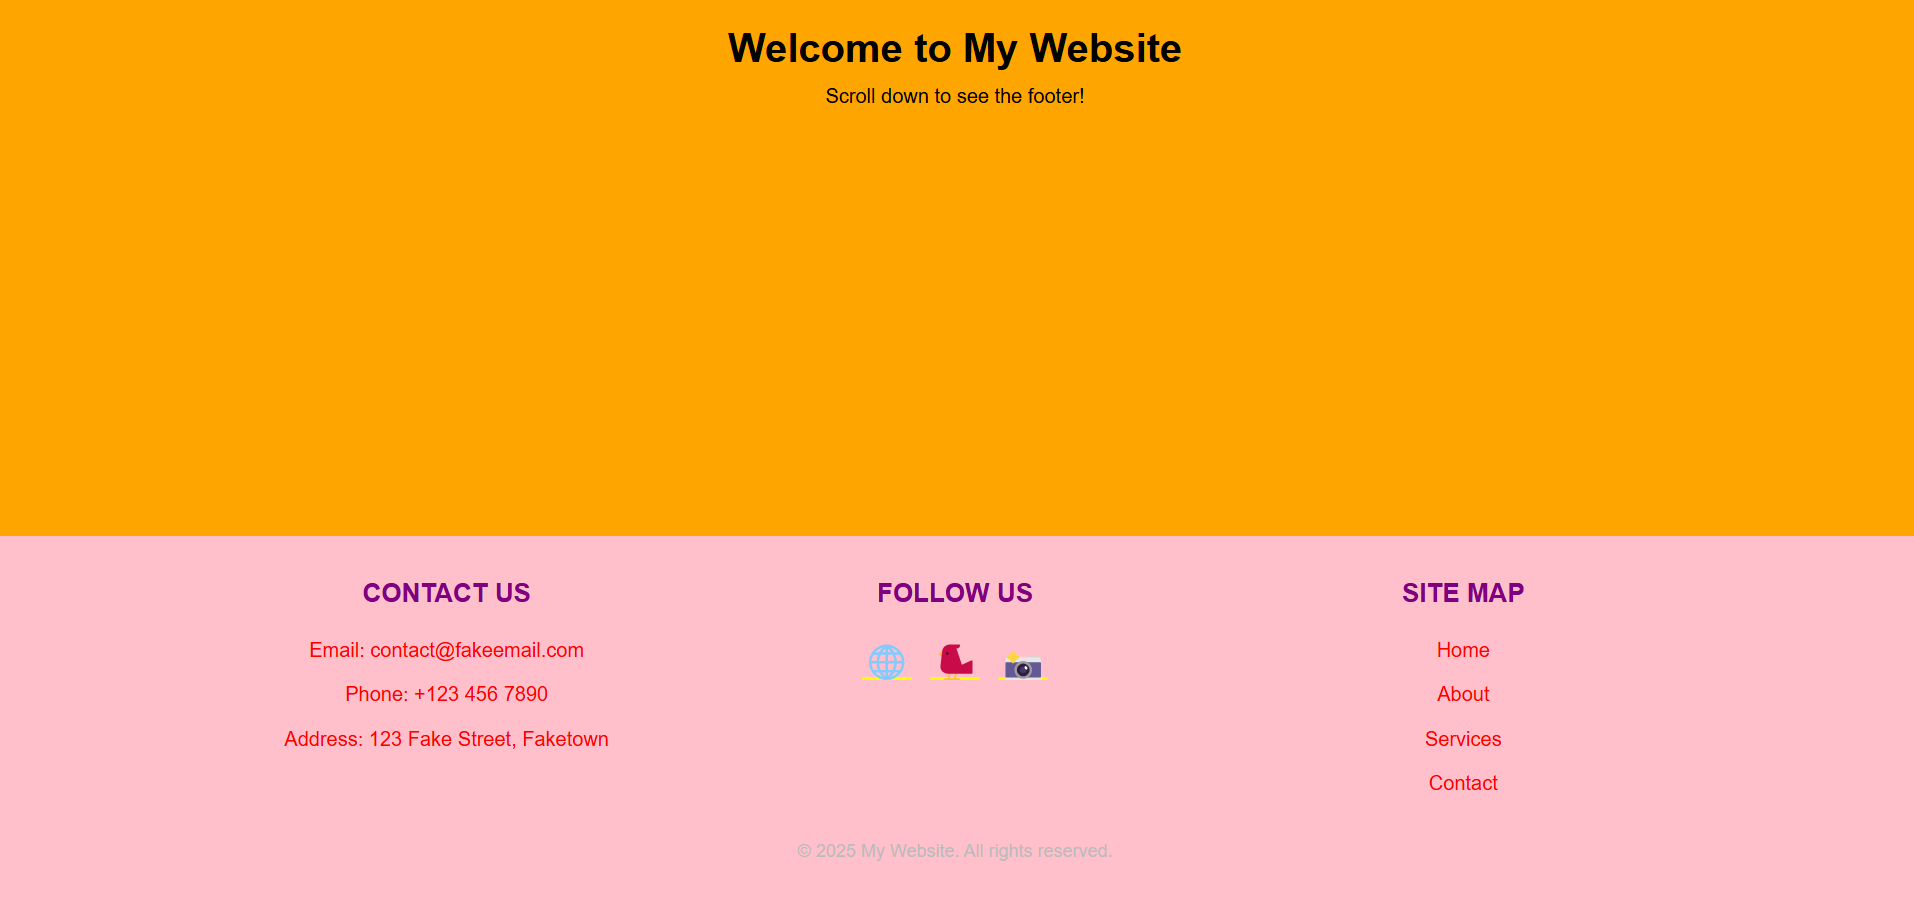 Welcome to My Website
Scroll down to see the footer!
CONTACT US
Email: contact@fakeemail.com
Phone: +123 456 7890
Address: 123 Fake Street, Faketown
FOLLOW US
SITE MAP
Home
About
Services
Contact
© 2025 My Website. All rights reserved.